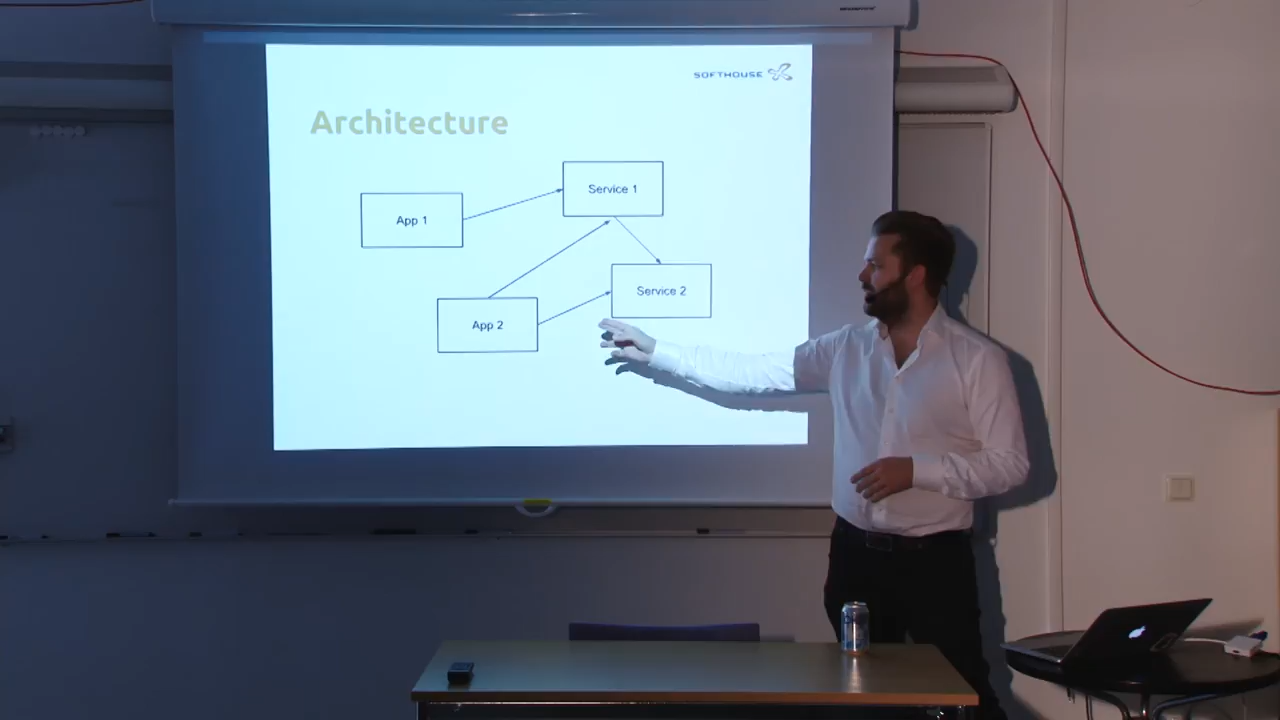 SOFTHOUSE
Architecture
Service 1
App 1
Service 2
App 2